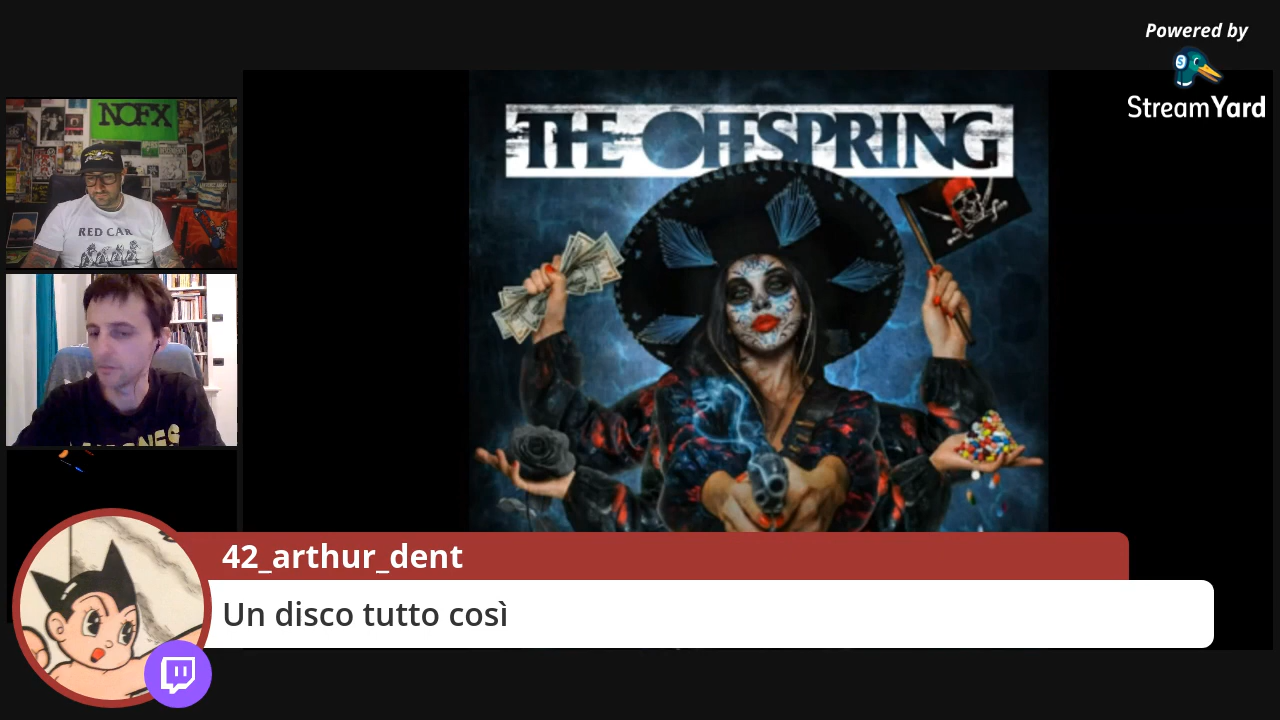 Powered by
StreamYard
NOFX
RED CAR
THE OFFSPRING
42_arthur_dent
Un disco tutto così